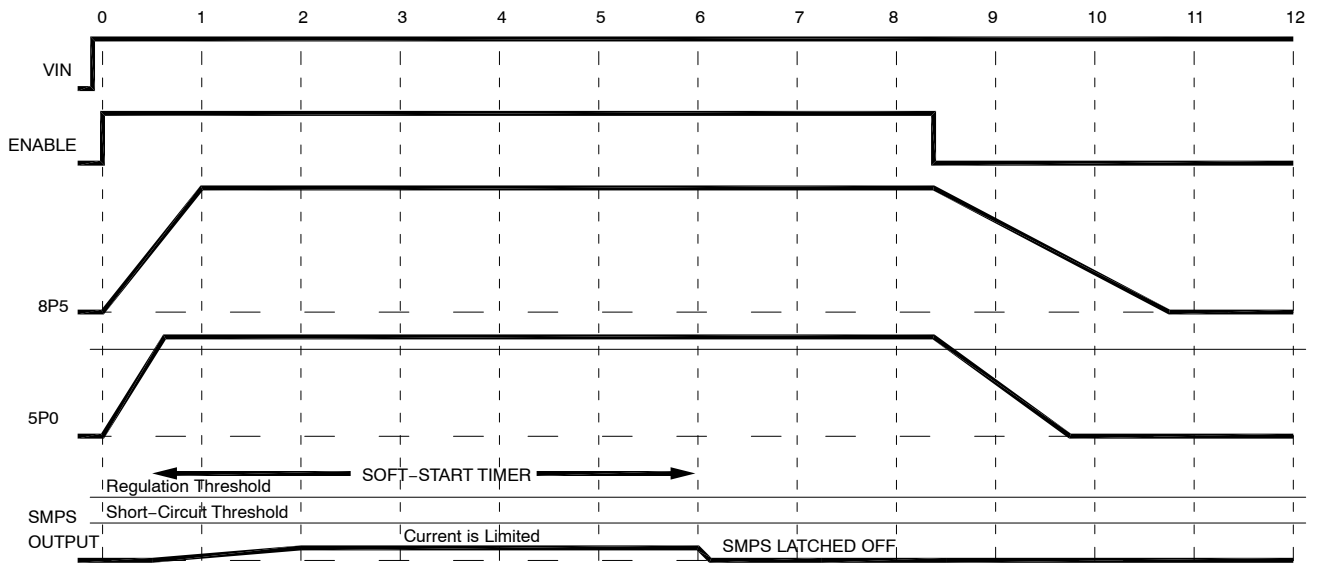 0 1 2 3 4 5 6 7 8 9 10 11 12
VIN
ENABLE
8P5
5P0
SOFT−START TIMER
Regulation Threshold
Short−Circuit Threshold
SMPS
OUTPUT
Current is Limited
SMPS LATCHED OFF